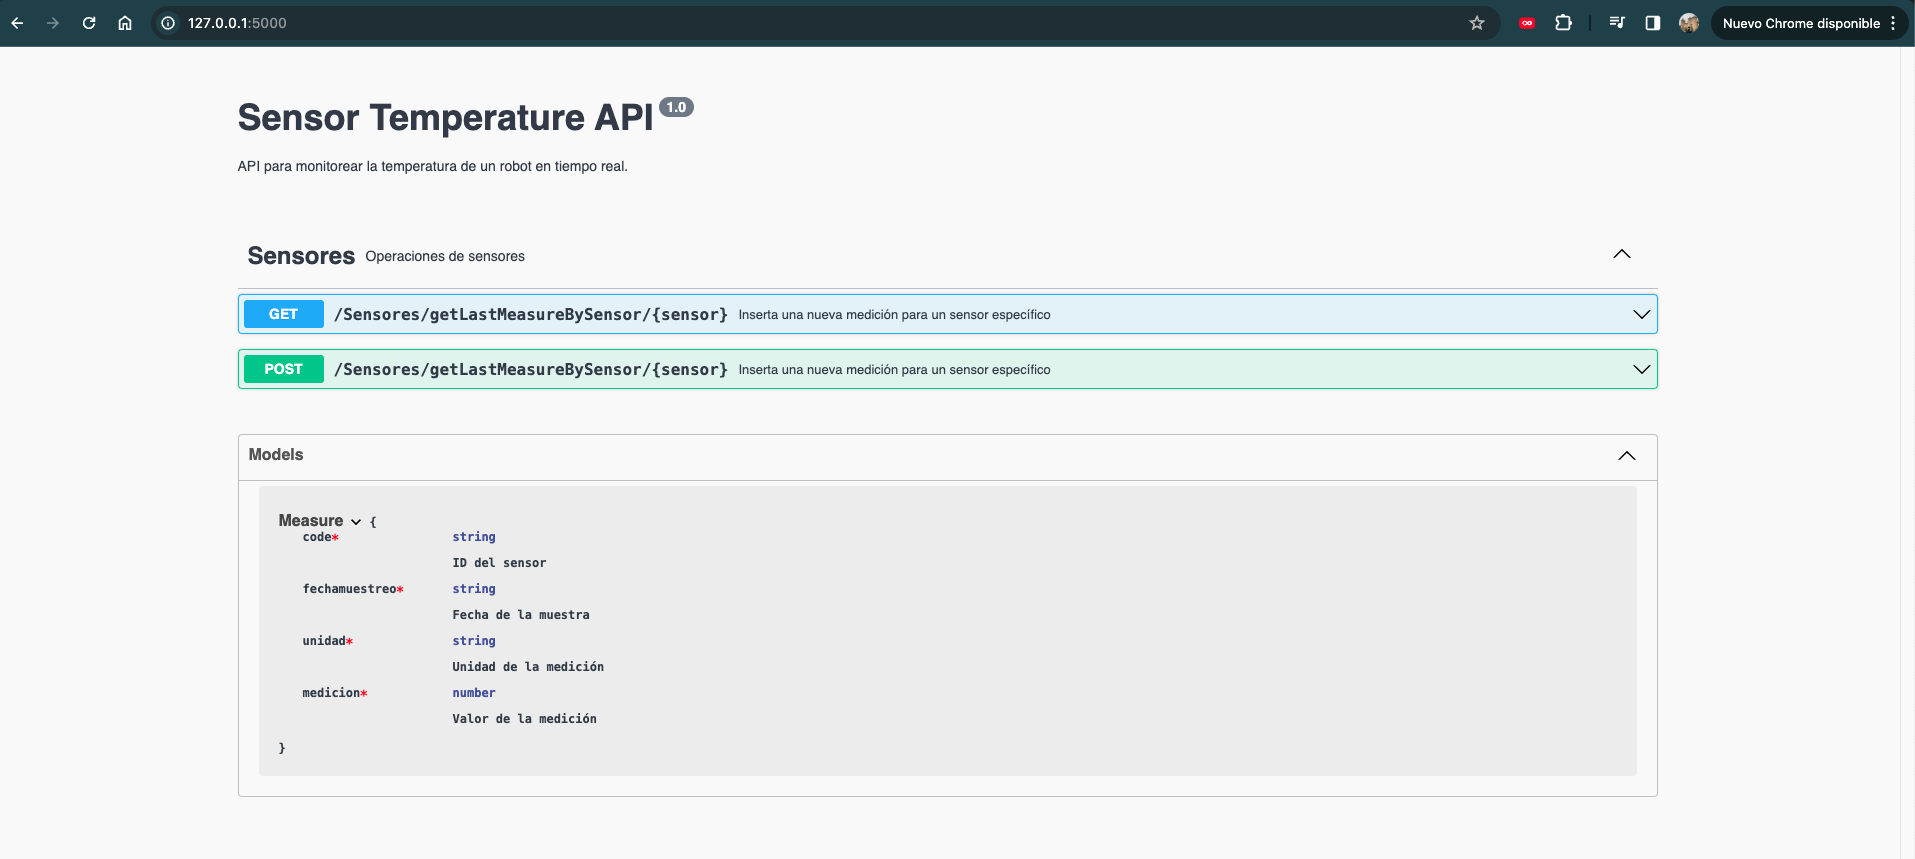 127.0.0.1:5000
Nuevo Chrome disponible
Sensor Temperature API 1.0
API para monitorear la temperatura de un robot en tiempo real.
Sensores Operaciones de sensores
GET /Sensores/getLastMeasureBySensor/{sensor} Inserta una nueva medición para un sensor específico
POST /Sensores/getLastMeasureBySensor/{sensor} Inserta una nueva medición para un sensor específico
Models
Measure {
code* string
ID del sensor
fechamuestreo* string
Fecha de la muestra
unidad* string
Unidad de la medición
medicion* number
Valor de la medición
}